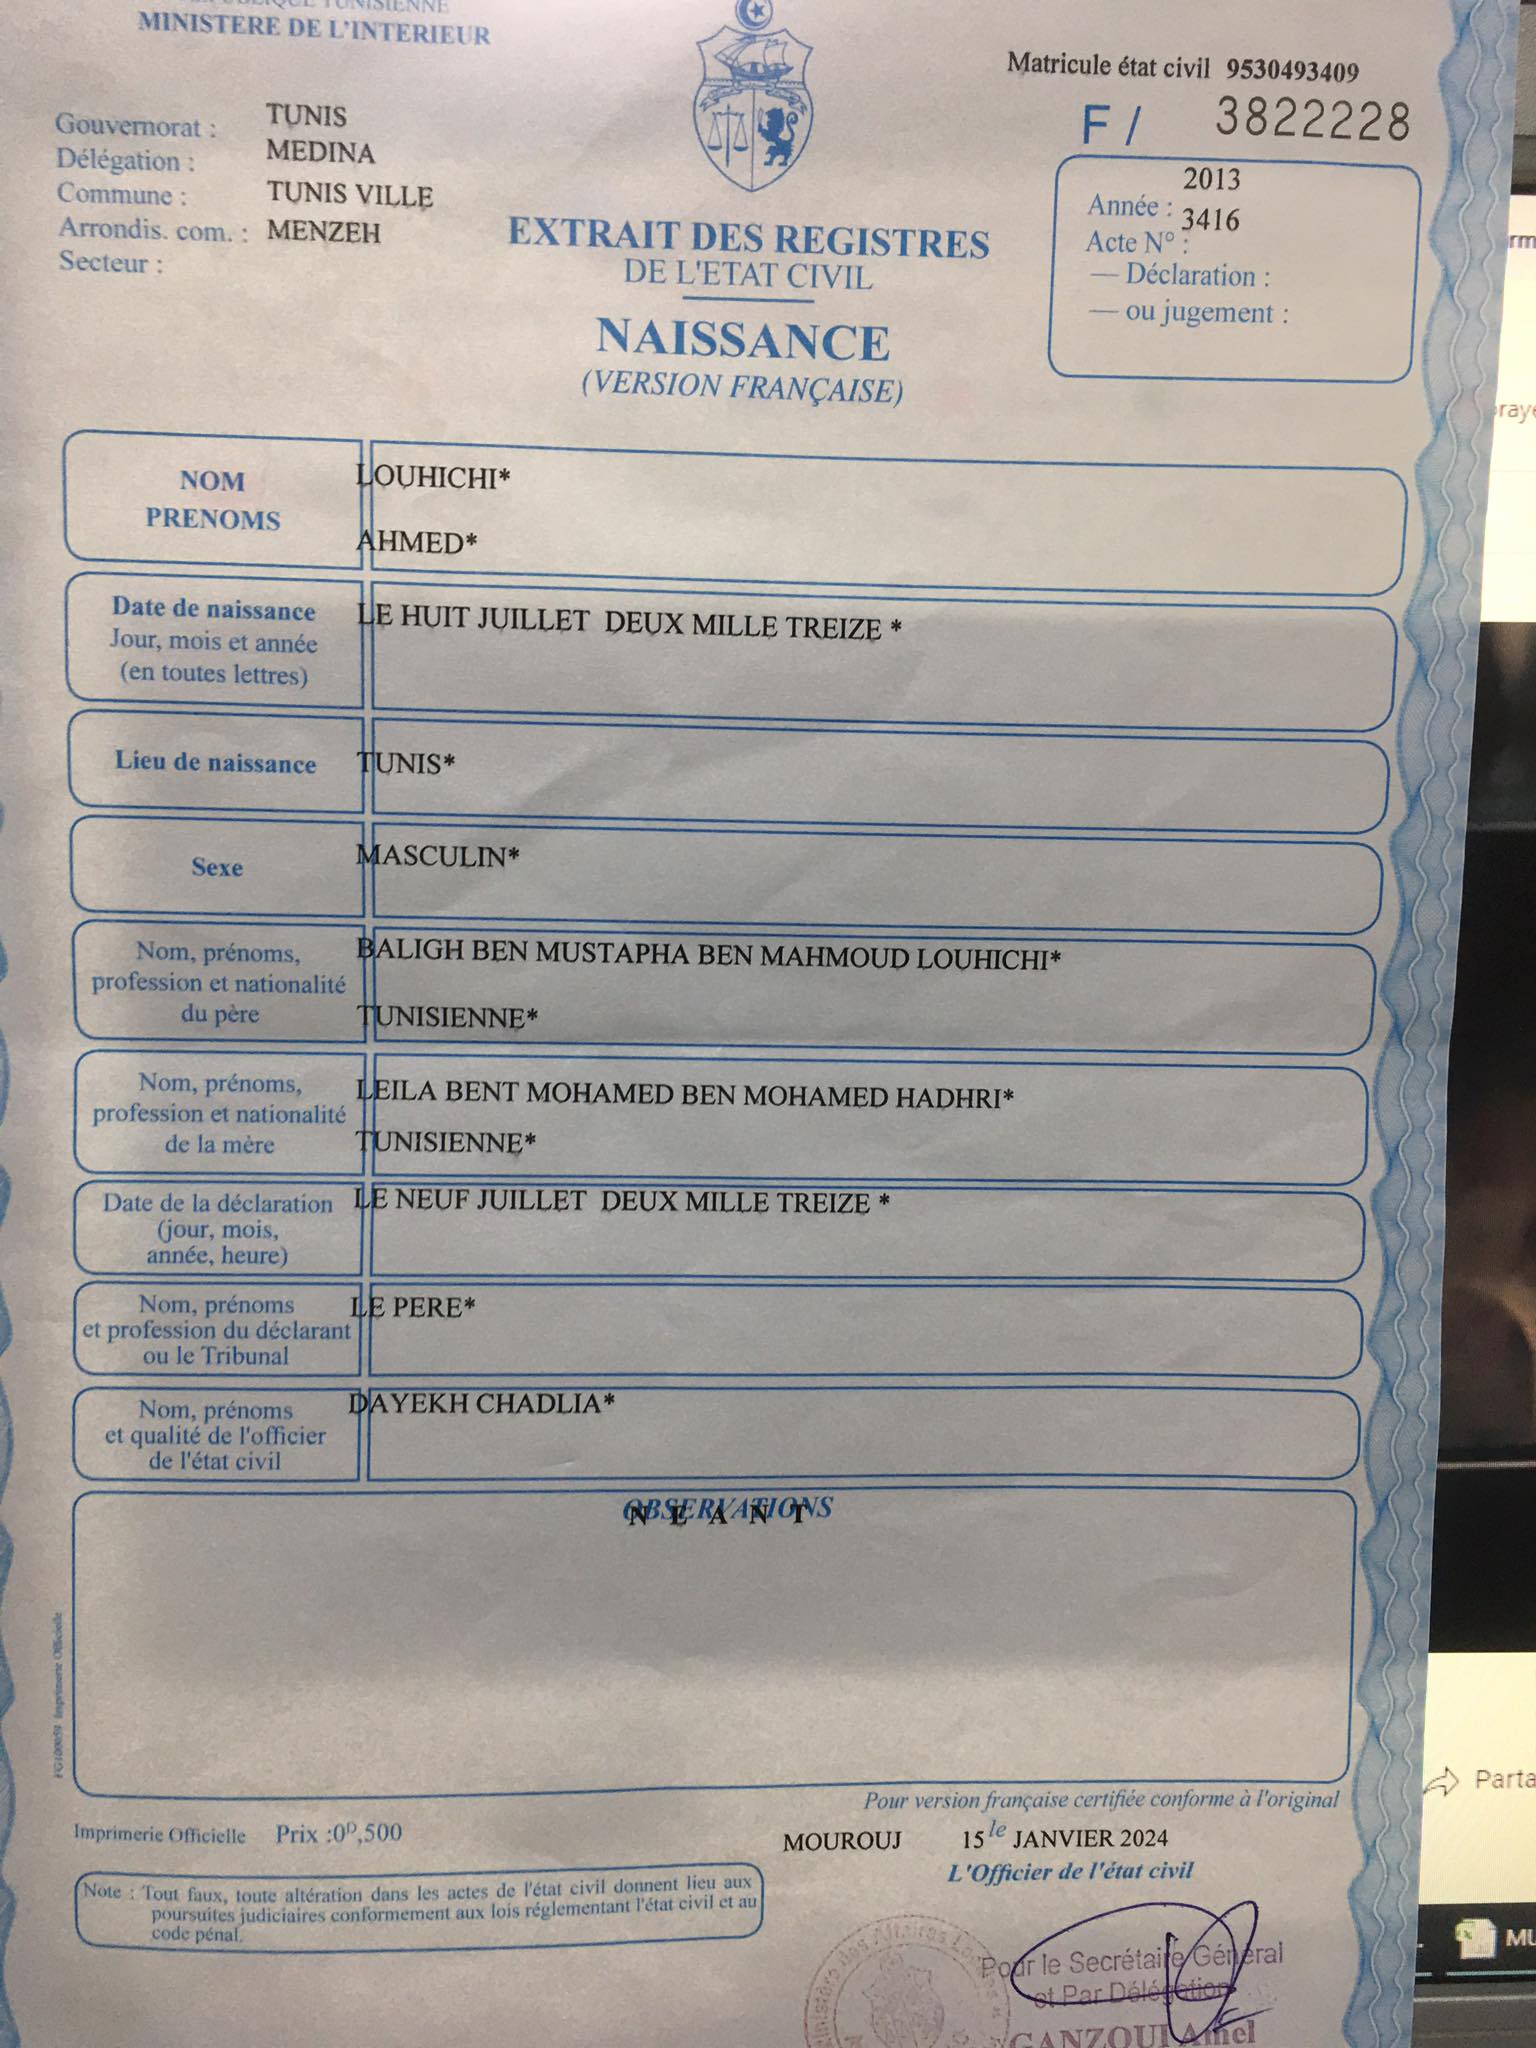 REPUBLIQUE TUNISIENNE
MINISTERE DE L'INTERIEUR
Matricule état civil 9530493409
F / 3822228
Gouvernorat : TUNIS
Délégation : MEDINA
Commune : TUNIS VILLE
Arrondis. com. : MENZEH
Secteur :
2013
Année :
3416
Acte N° :
— Déclaration :
— ou jugement :
EXTRAIT DES REGISTRES
DE L'ETAT CIVIL
NAISSANCE
(VERSION FRANÇAISE)
NOM LOUHICHI*
PRENOMS AHMED*
Date de naissance LE HUIT JUILLET DEUX MILLE TREIZE *
Jour, mois et année
(en toutes lettres)
Lieu de naissance TUNIS*
Sexe MASCULIN*
Nom, prénoms, BALIGH BEN MUSTAPHA BEN MAHMOUD LOUHICHI*
profession et nationalité
du père TUNISIENNE*
Nom, prénoms, LEILA BENT MOHAMED BEN MOHAMED HADHRI*
profession et nationalité
de la mère TUNISIENNE*
Date de la déclaration LE NEUF JUILLET DEUX MILLE TREIZE *
(jour, mois,
année, heure)
Nom, prénoms LE PERE*
et profession du déclarant
ou le Tribunal
Nom, prénoms DAYEKH CHADLIA*
et qualité de l'officier
de l'état civil
OBSERVATIONS
N E A N T
Imprimerie Officielle
Pour version française certifiée conforme à l'original
Imprimerie Officielle Prix :0D,500
MOUROUJ 15 le JANVIER 2024
L'Officier de l'état civil
Note : Tout faux, toute altération dans les actes de l'état civil donnent lieu aux
poursuites judiciaires conformement aux lois réglementant l'état civil et au
code pénal.
des Affaires
Pour le Secrétaire Général
et Par Délégation
GANZOUI Amel
Parta
MU